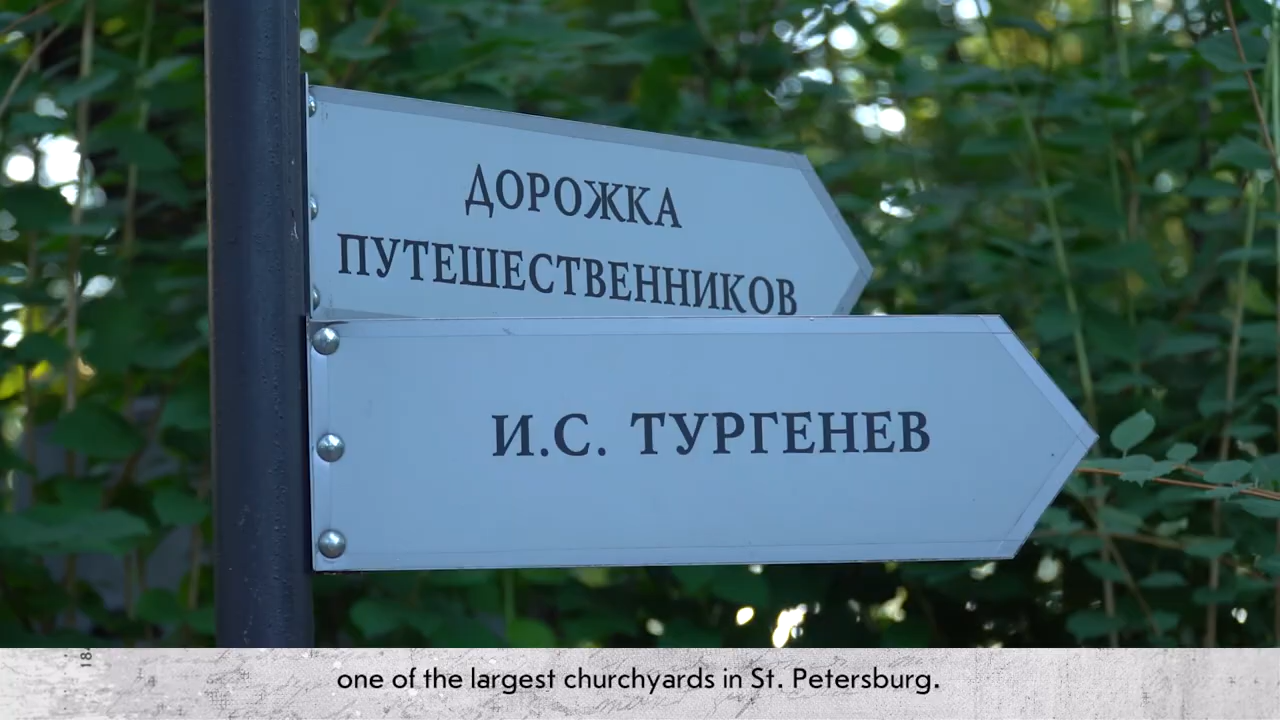 ДОРОЖКА
ПУТЕШЕСТВЕННИКОВ
И.С. ТУРГЕНЕВ
one of the largest churchyards in St. Petersburg.